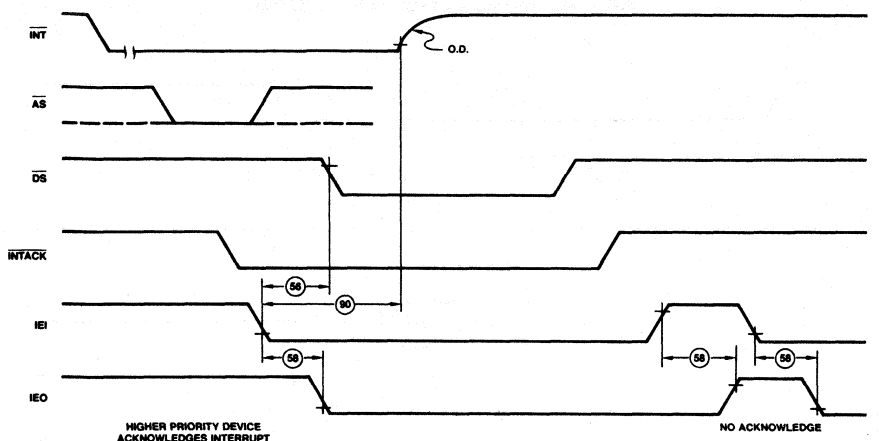 INT
O.D.
AS
DS
INTACK
56
90
IEI
58
58
58
IEO
HIGHER PRIORITY DEVICE
ACKNOWLEDGES INTERRUPT
NO ACKNOWLEDGE